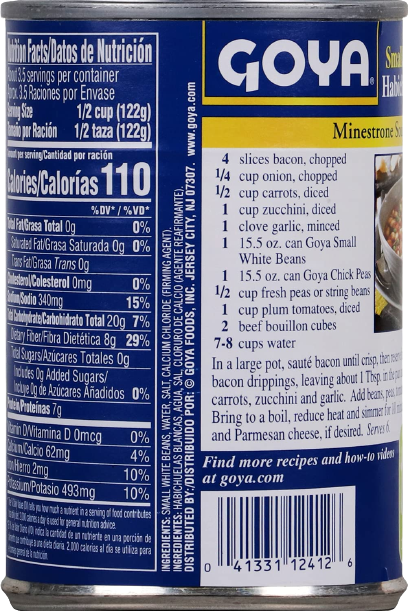 Nutrition Facts/Datos de Nutrición
About 3.5 servings per container
Aprox. 3.5 Raciones por Envase
Serving Size 1/2 cup (122g)
Tamaño por Ración 1/2 taza (122g)
Amount per serving/Cantidad por ración
Calories/Calorías 110
%DV* / %VD*
Total Fat/Grasa Total 0g 0%
Saturated Fat/Grasa Saturada 0g 0%
Trans Fat/Grasa Trans 0g
Cholesterol/Colesterol 0mg 0%
Sodium/Sodio 340mg 15%
Total Carbohydrate/Carbohidrato Total 20g 7%
Dietary Fiber/Fibra Dietética 8g 29%
Total Sugars/Azúcares Totales 0g
Includes 0g Added Sugars/
Incluye 0g de Azúcares Añadidos 0%
Protein/Proteínas 7g
Vitamin D/Vitamina D 0mcg 0%
Calcium/Calcio 62mg 4%
Iron/Hierro 2mg 10%
Potassium/Potasio 493mg 10%
INGREDIENTS: SMALL WHITE BEANS, WATER, SALT, CALCIUM CHLORIDE (FIRMING AGENT).
INGREDIENTES: HABICHUELAS BLANCAS, AGUA, SAL, CLORURO DE CALCIO (AGENTE REAFIRMANTE).
DISTRIBUTED BY:/DISTRIBUIDO POR: © GOYA FOODS, INC. JERSEY CITY, NJ 07307. www.goya.com
GOYA®
Small
Minestrone
4 slices bacon, chopped
1/4 cup onion, chopped
1/2 cup carrots, diced
1 cup zucchini, diced
1 clove garlic, minced
1 15.5 oz. can Goya Small
White Beans
1 15.5 oz. can Goya Chick Peas
1/2 cup fresh peas or string beans
1 cup plum tomatoes, diced
2 beef bouillon cubes
7-8 cups water
In a large pot, sauté bacon until crisp, then
bacon drippings, leaving about 1 Tbsp. in the
carrots, zucchini and garlic. Add beans, peas,
Bring to a boil, reduce heat and simmer for
and Parmesan cheese, if desired. Serves 6.
Find more recipes and how-to videos
at goya.com
0 41331 12412 6